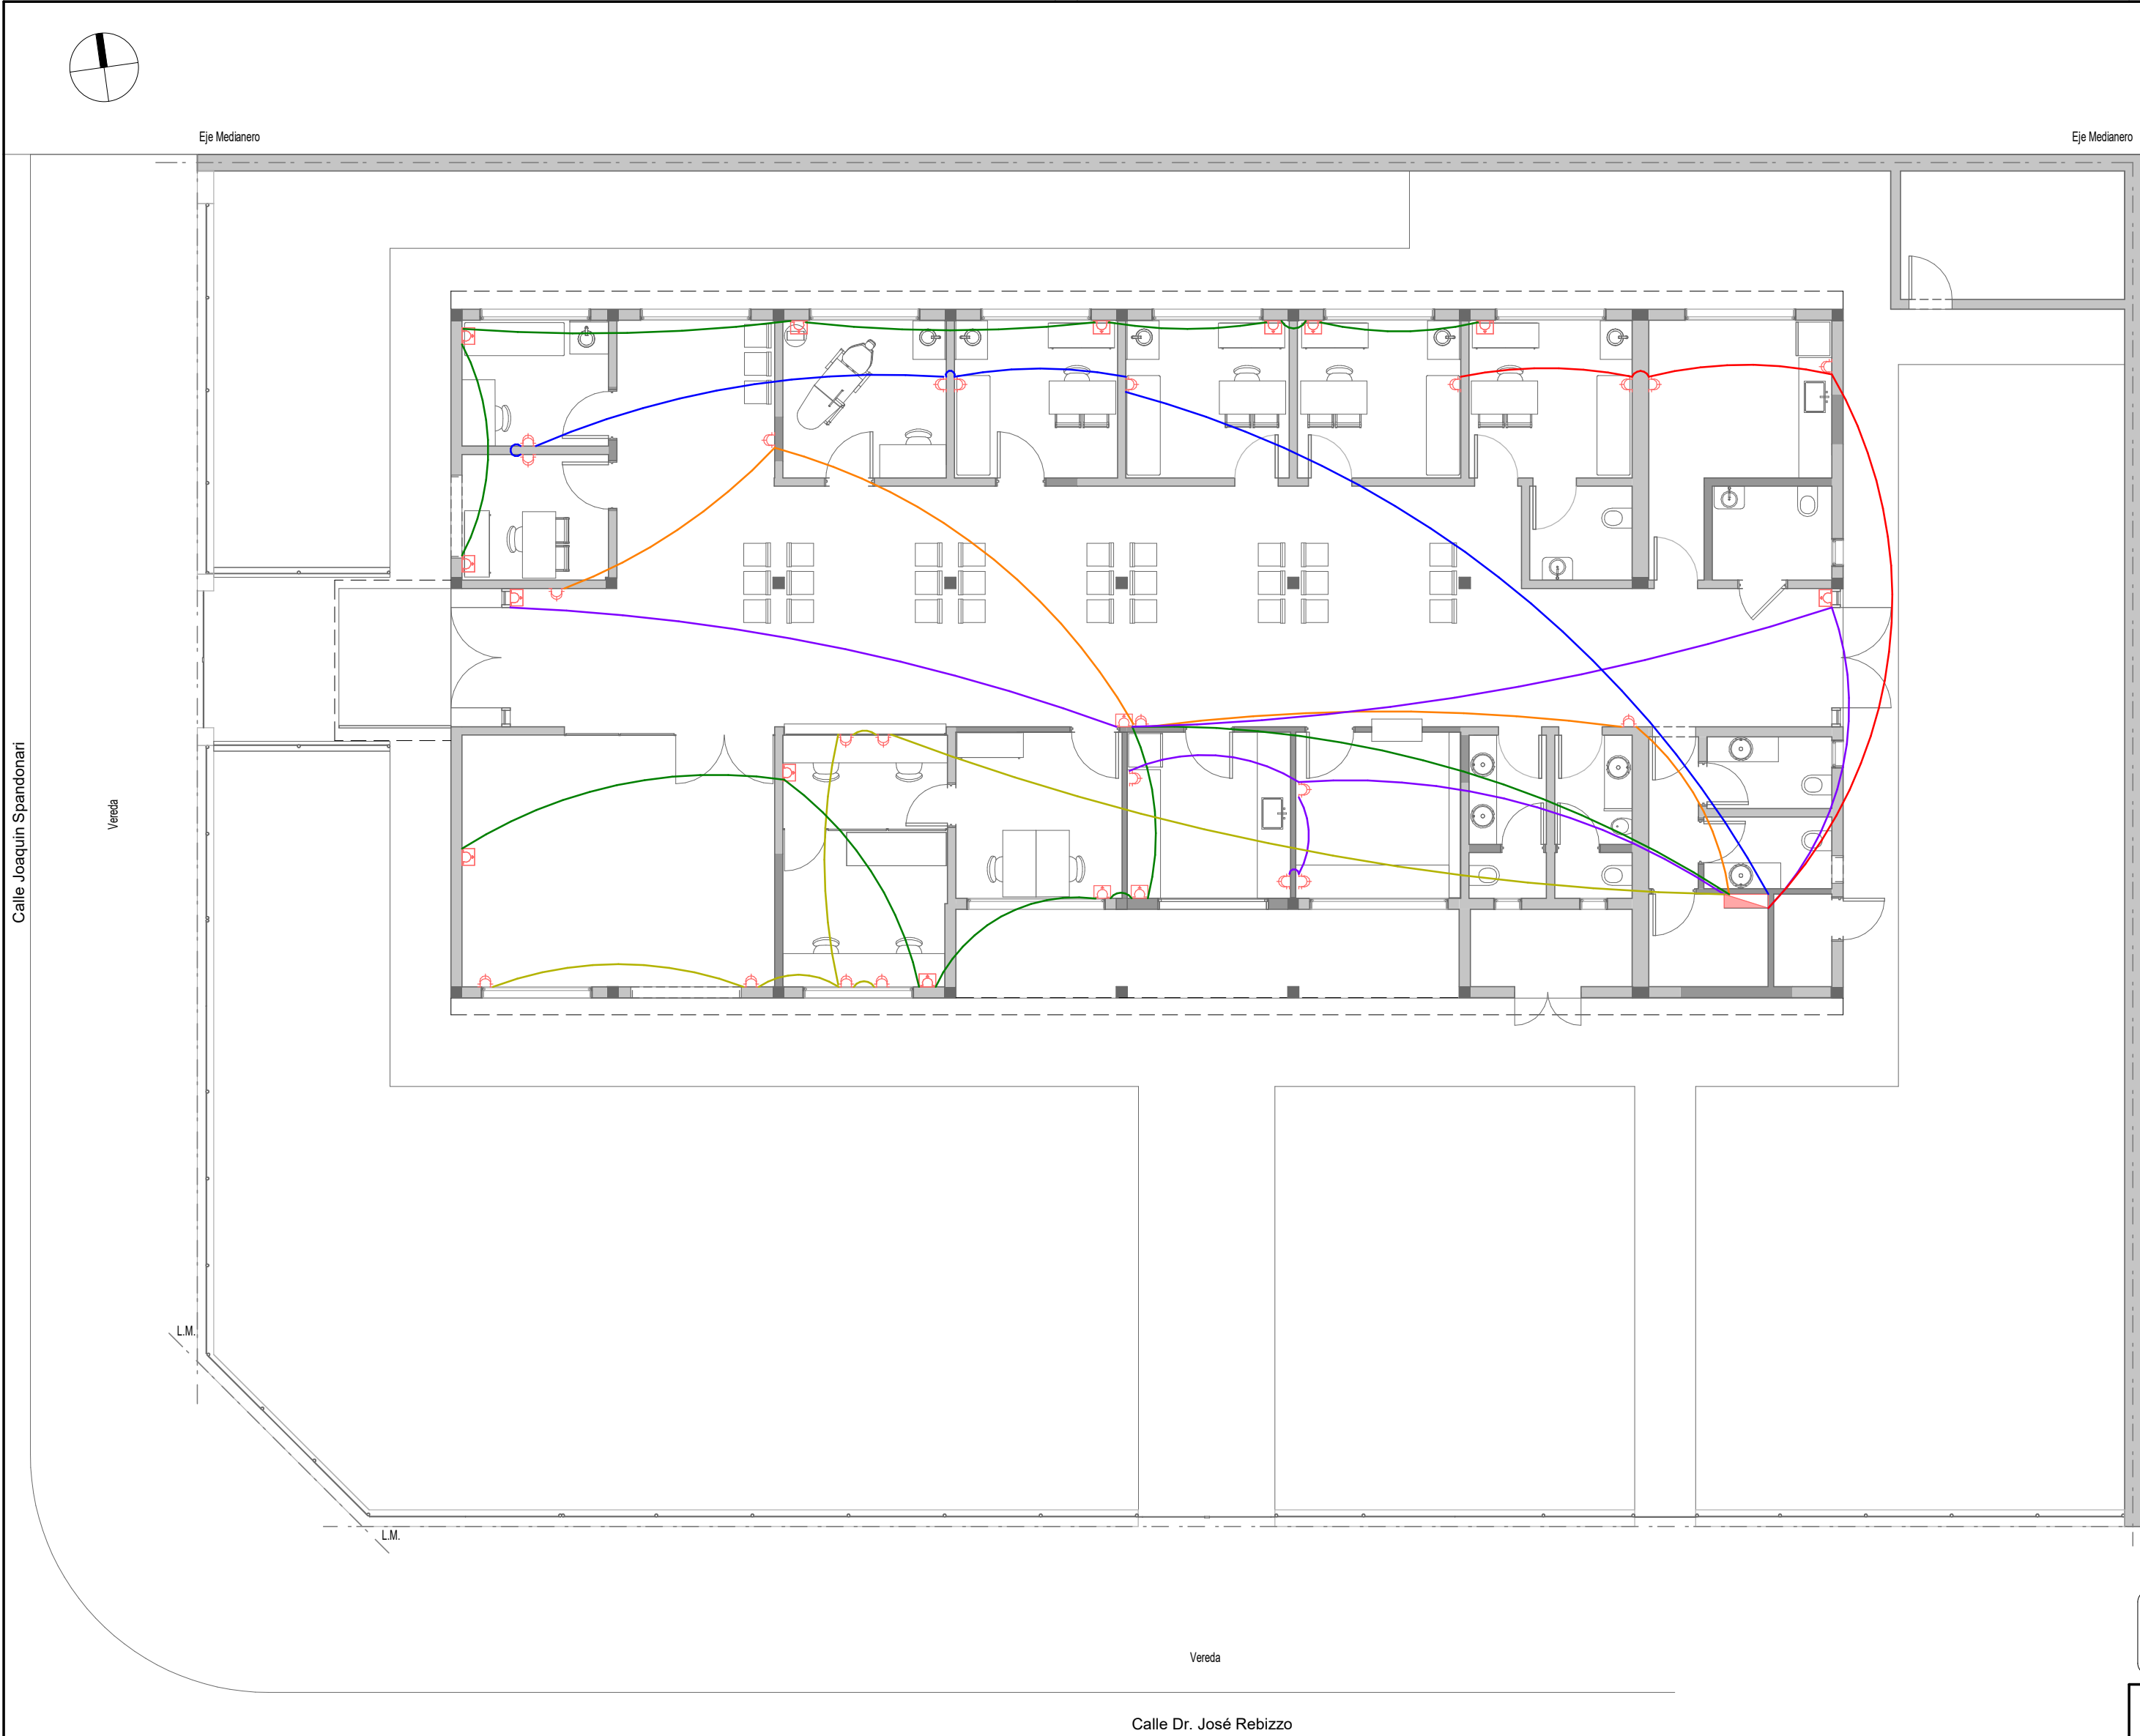 Eje Medianero
Eje Medianero
Calle Joaquin Spandonari
Vereda
L.M.
L.M.
Vereda
Calle Dr. José Rebizzo